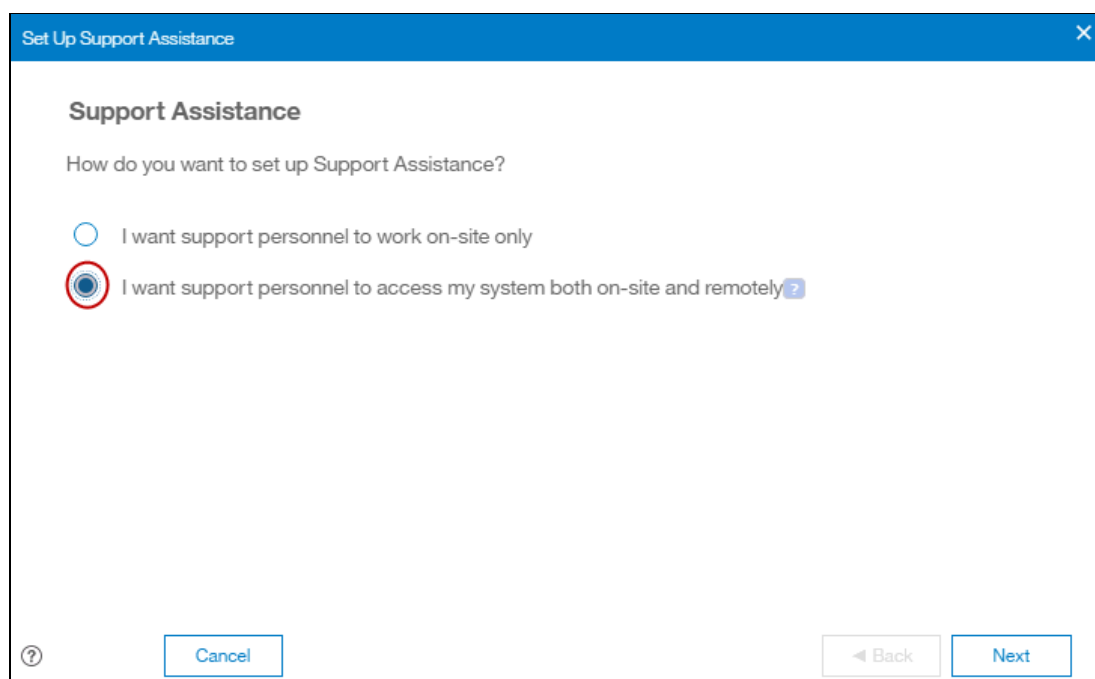 Set Up Support Assistance
Support Assistance
How do you want to set up Support Assistance?
I want support personnel to work on-site only
I want support personnel to access my system both on-site and remotely ?
? Cancel ◄ Back Next